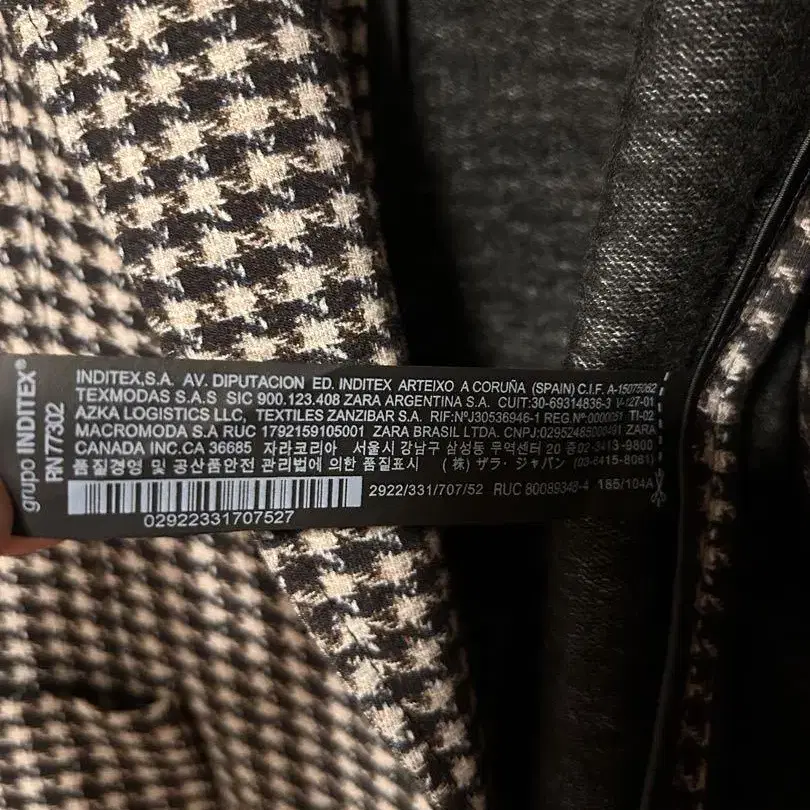 grupo INDITEX®
RN 77302
INDITEX,S.A. AV. DIPUTACION ED. INDITEX ARTEIXO A CORUÑA (SPAIN) C.I.F. A-15075062
TEXMODAS S.A.S SIC 900.123.408 ZARA ARGENTINA S.A. CUIT:30-69314836-3 V-127-01
AZKA LOGISTICS LLC, TEXTILES ZANZIBAR S.A. RIF:NºJ30536946-1 REG.Nº:0000051 TI-02
MACROMODA S.A RUC 1792159105001 ZARA BRASIL LTDA. ZARA
CANADA INC.CA 36685 자라코리아 서울시 강남구 삼성동 무역센터 20 층 02-3413-9800
품질경영 및 공산품안전 관리법에 의한 품질표시 (株) ザラ・ジャパン (03-6415-8061)
2922/331/707/52 RUC 80089348-4 185/104A
02922331707527